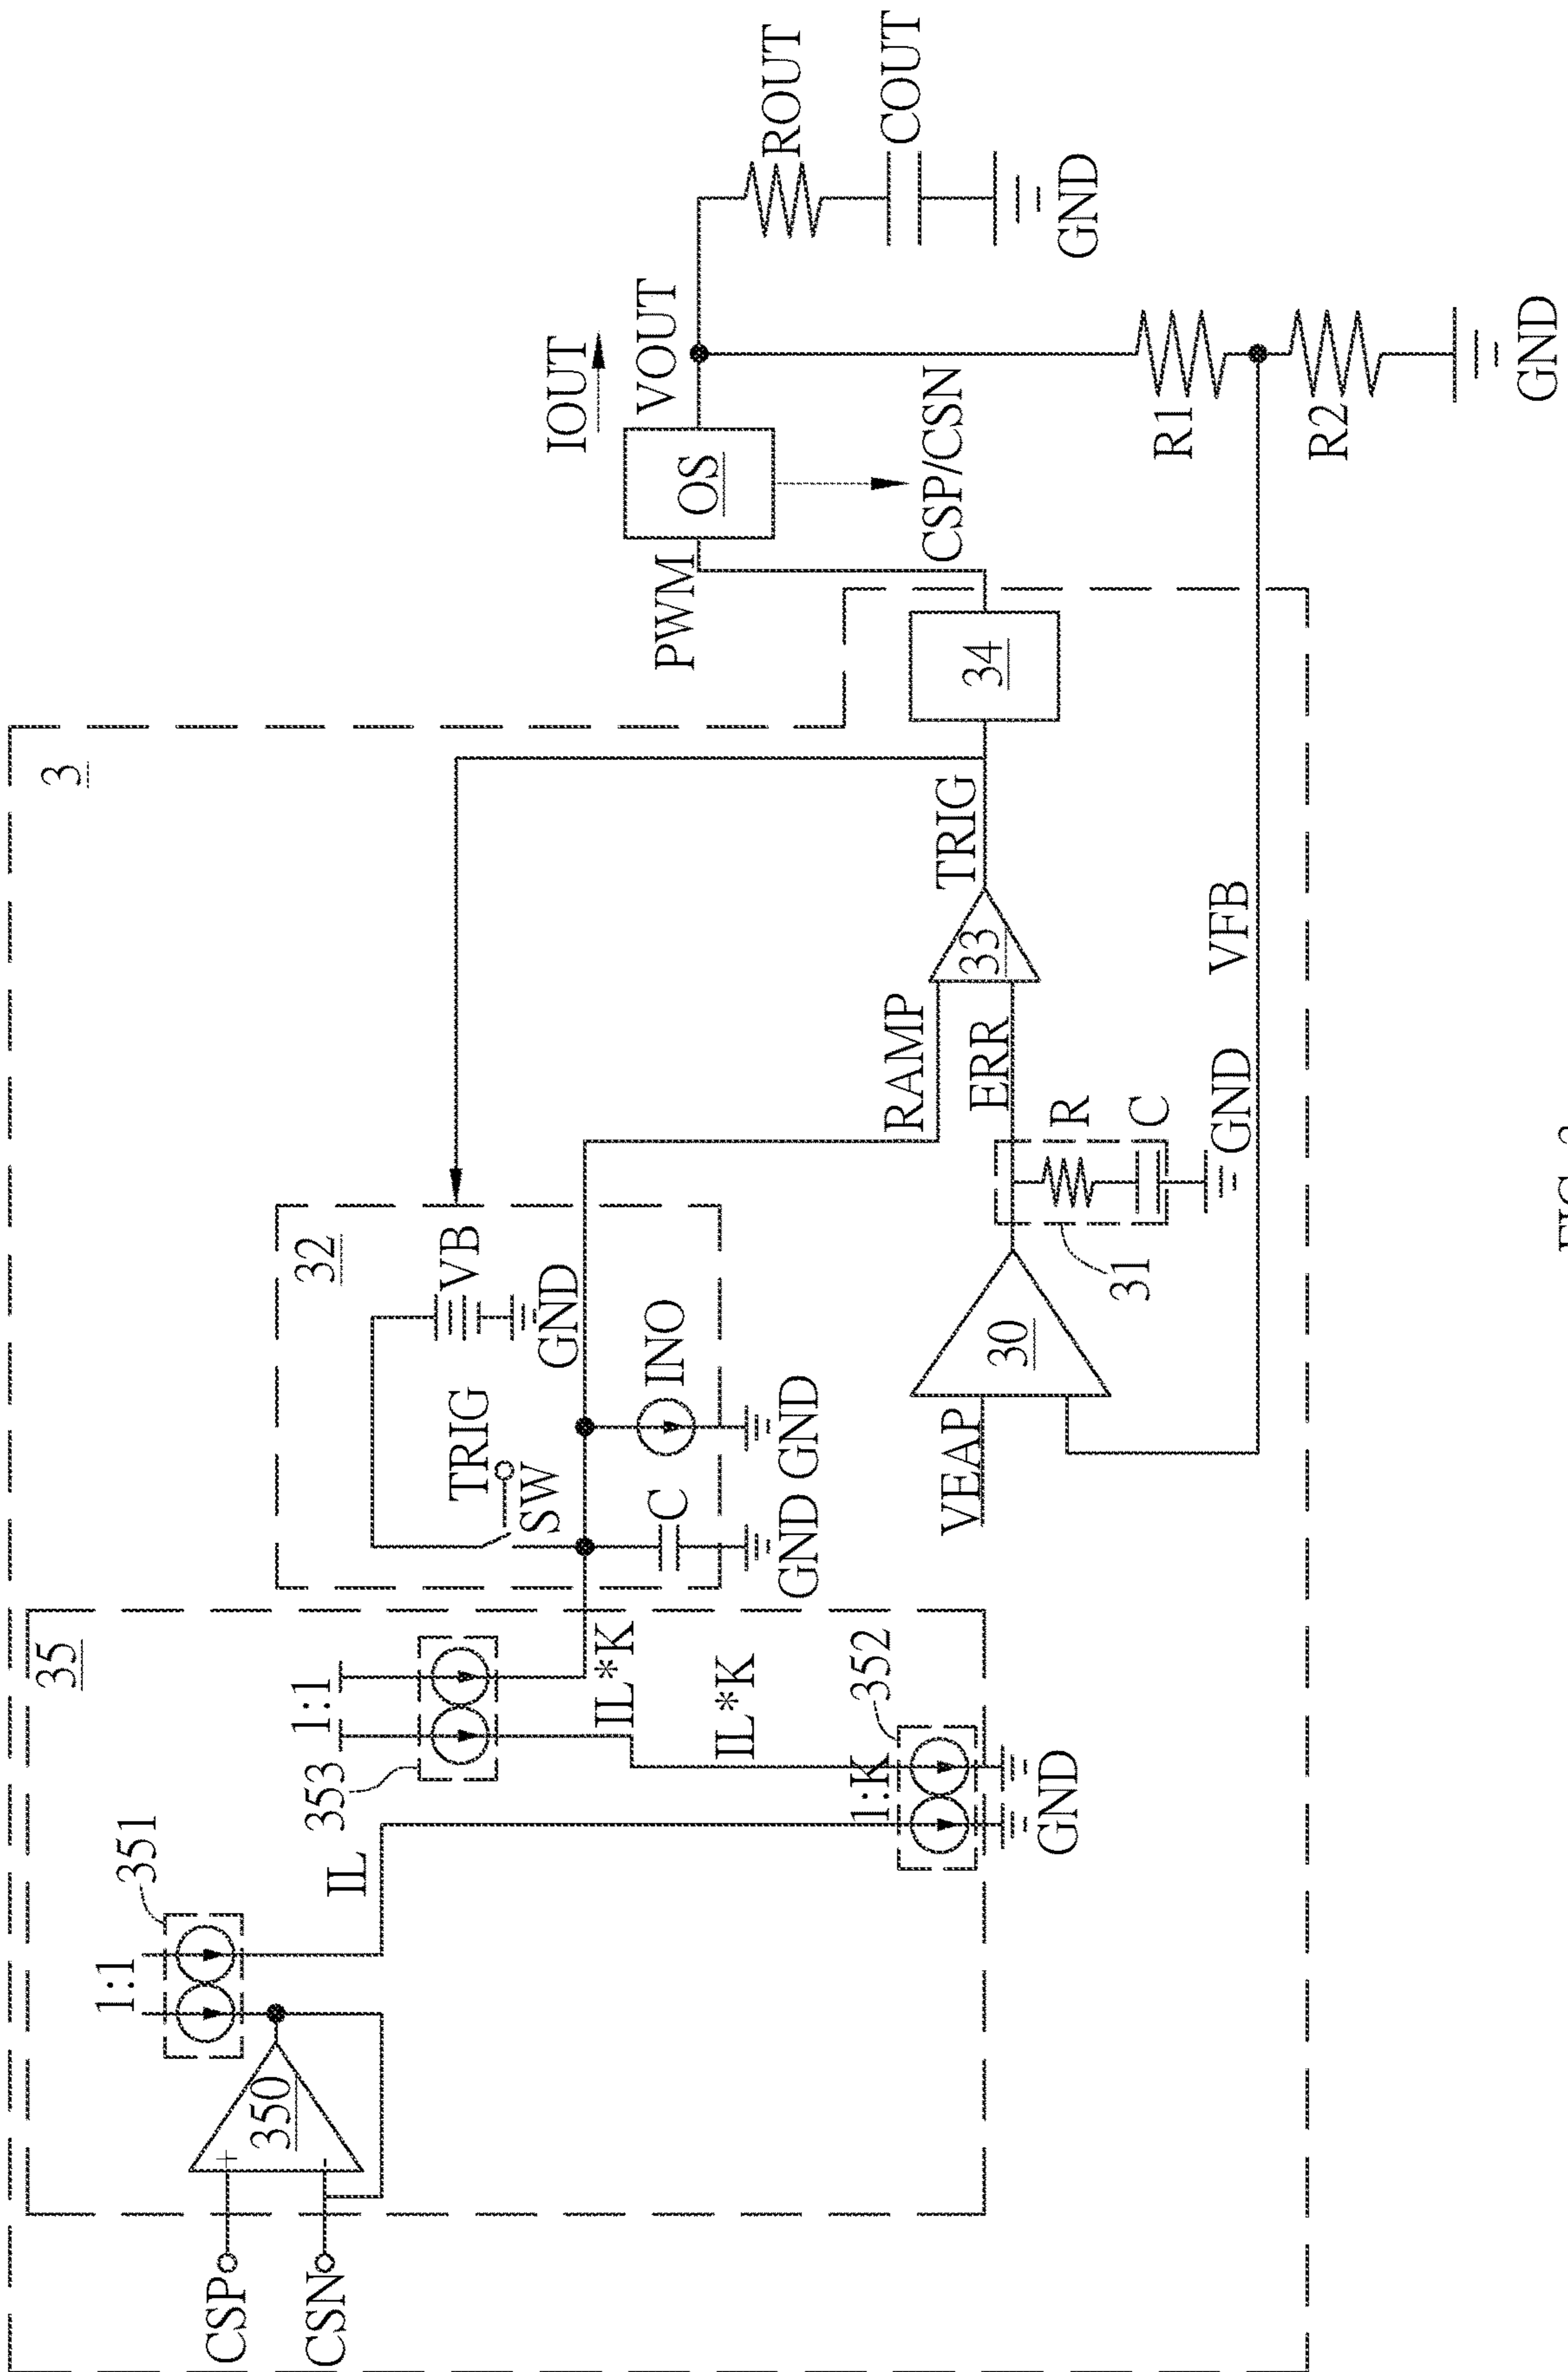 3
35
351
1:1
350
+
-
CSP
CSN
IL
353
1:1
IL*K
IL*K
352
1:K
GND
32
TRIG
SW
VB
GND
C
INO
GND
GND
VEAP
30
31
R
C
GND
RAMP
ERR
33
TRIG
VFB
34
PWM
OS
CSP/CSN
IOUT
VOUT
ROUT
COUT
GND
R1
R2
GND